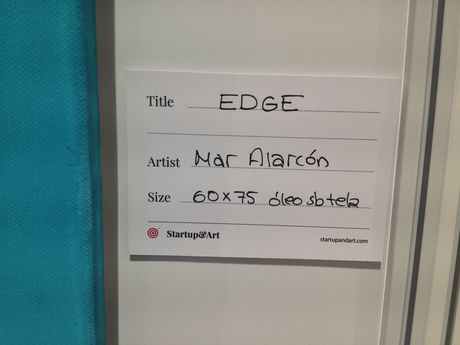 Title EDGE
Artist Mar Alarcón
Size 60x75 óleo sb tela
Startup&Art startupandart.com